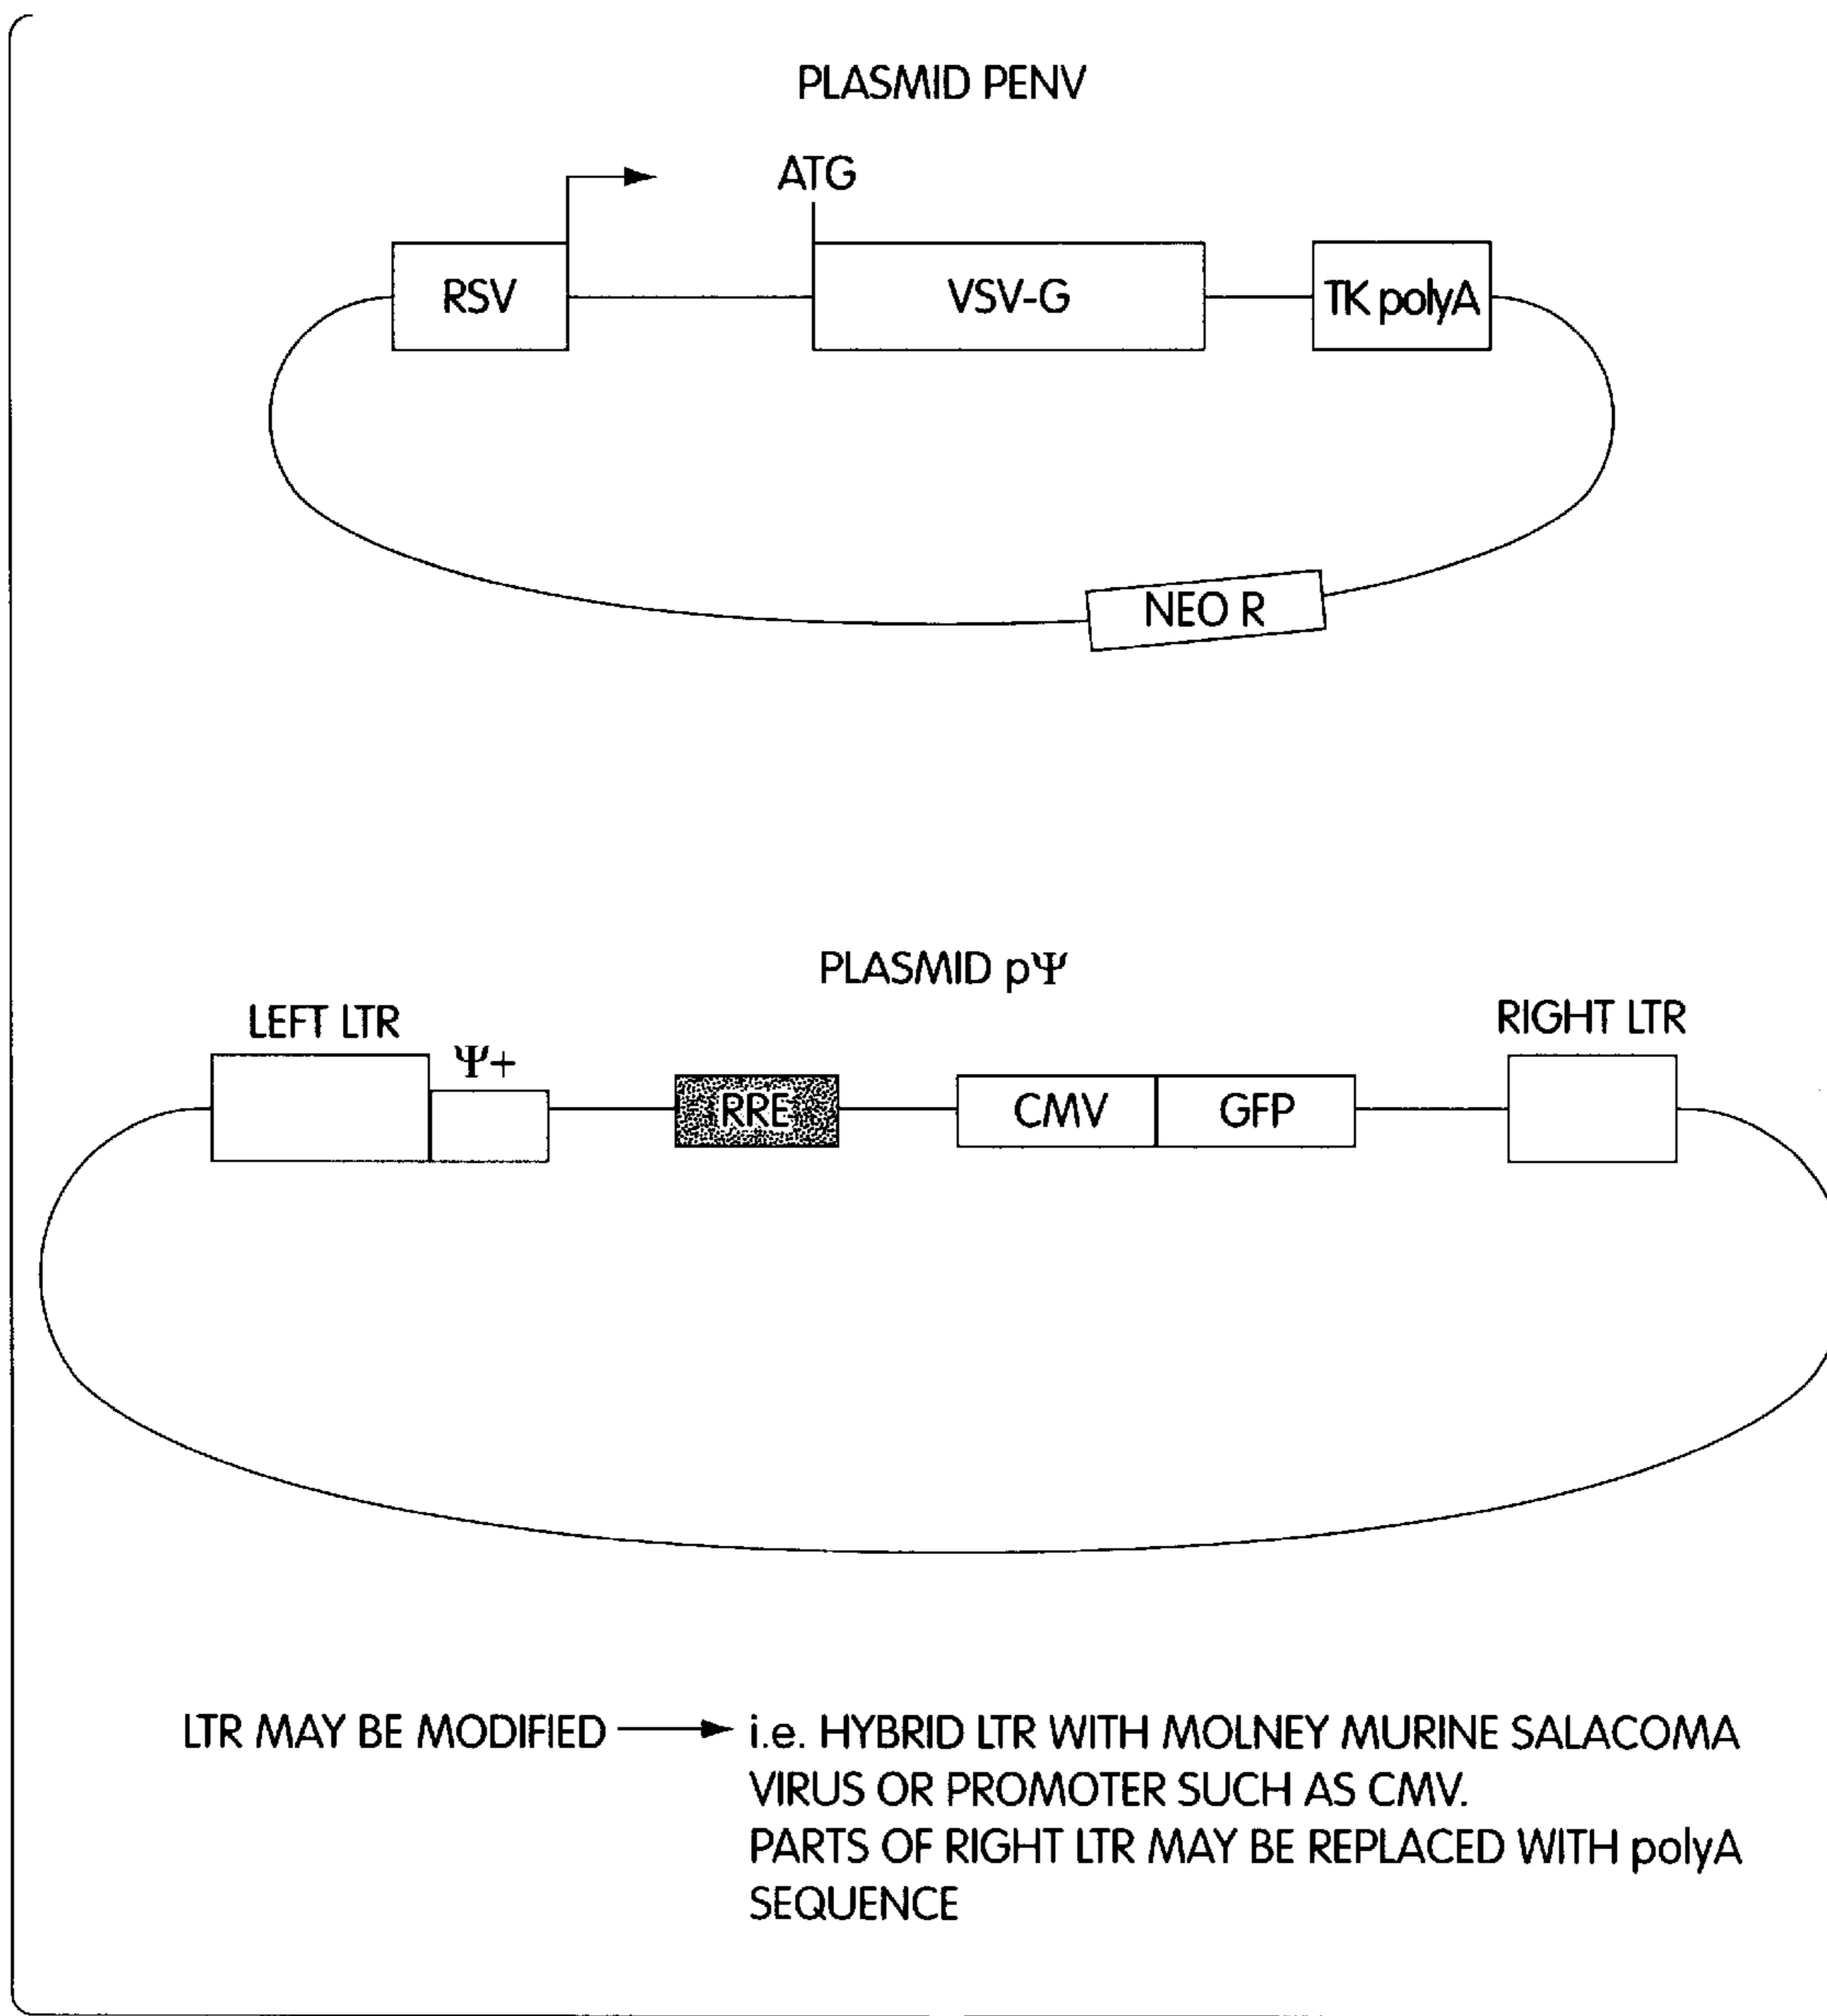 PLASMID PENV
ATG
RSV
VSV-G
TK polyA
NEO R
PLASMID pΨ
LEFT LTR
Ψ+
RRE
CMV
GFP
RIGHT LTR
LTR MAY BE MODIFIED
i.e. HYBRID LTR WITH MOLNEY MURINE SALACOMA
VIRUS OR PROMOTER SUCH AS CMV.
PARTS OF RIGHT LTR MAY BE REPLACED WITH polyA
SEQUENCE